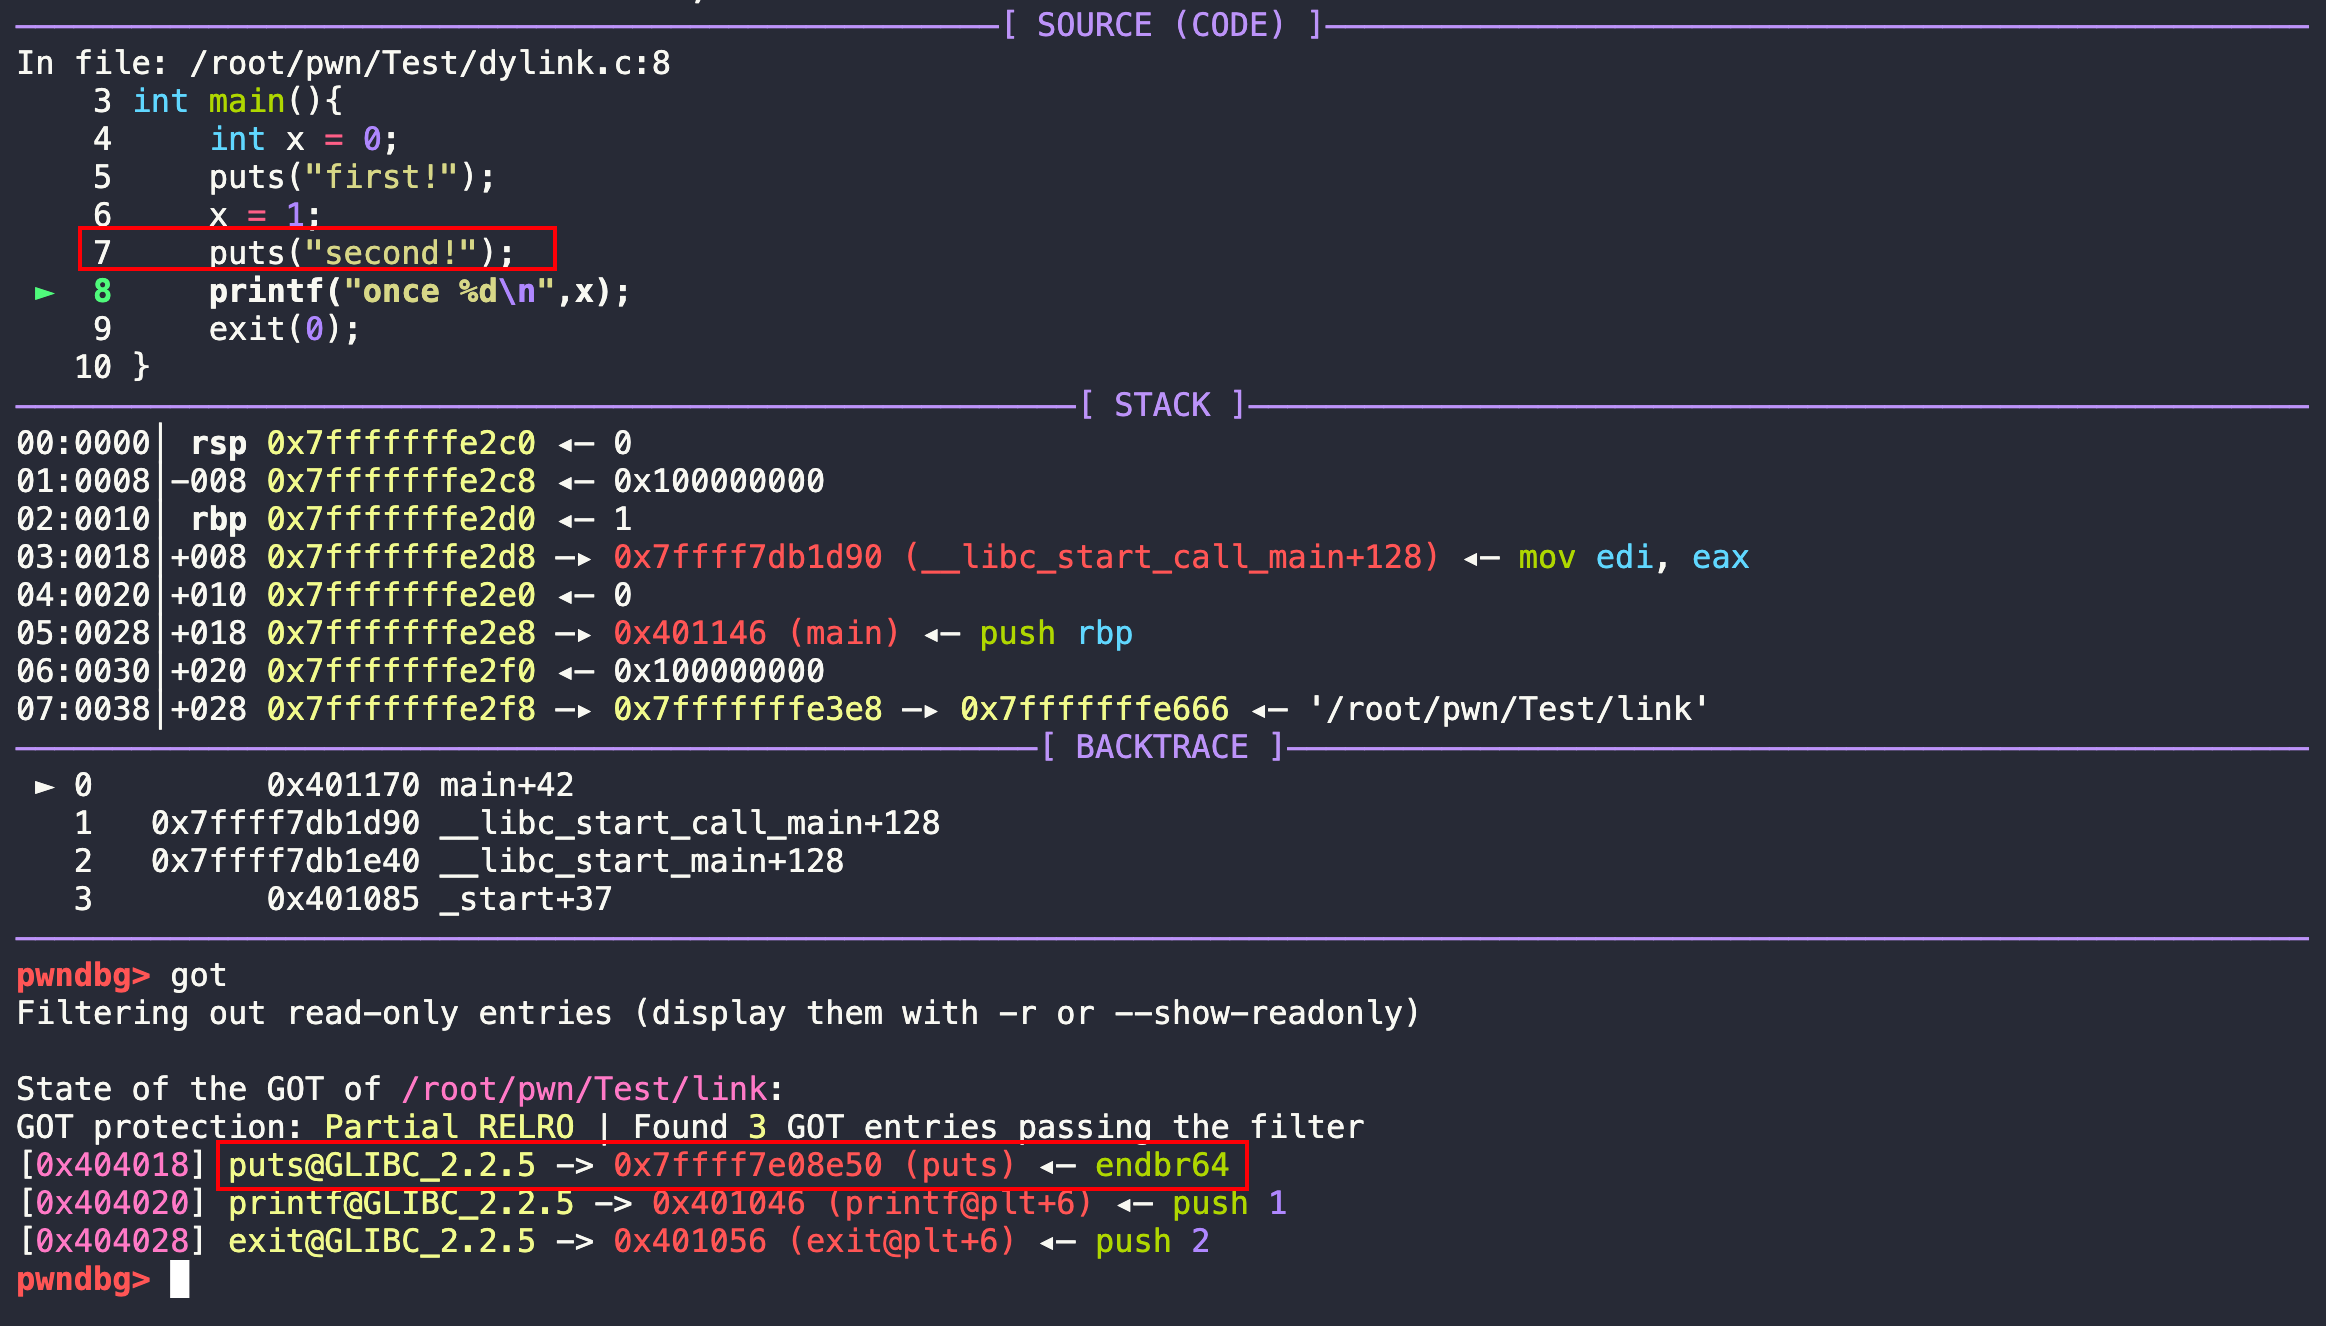 [ SOURCE (CODE) ]
In file: /root/pwn/Test/dylink.c:8
3 int main(){
4 int x = 0;
5 puts("first!");
6 x = 1;
7 puts("second!");
► 8 printf("once %d\n",x);
9 exit(0);
10 }
[ STACK ]
00:0000│ rsp 0x7fffffffe2c0 ◂— 0
01:0008│-008 0x7fffffffe2c8 ◂— 0x100000000
02:0010│ rbp 0x7fffffffe2d0 ◂— 1
03:0018│+008 0x7fffffffe2d8 —▸ 0x7ffff7db1d90 (__libc_start_call_main+128) ◂— mov edi, eax
04:0020│+010 0x7fffffffe2e0 ◂— 0
05:0028│+018 0x7fffffffe2e8 —▸ 0x401146 (main) ◂— push rbp
06:0030│+020 0x7fffffffe2f0 ◂— 0x100000000
07:0038│+028 0x7fffffffe2f8 —▸ 0x7fffffffe3e8 —▸ 0x7fffffffe666 ◂— '/root/pwn/Test/link'
[ BACKTRACE ]
► 0 0x401170 main+42
1 0x7ffff7db1d90 __libc_start_call_main+128
2 0x7ffff7db1e40 __libc_start_main+128
3 0x401085 _start+37
pwndbg> got
Filtering out read-only entries (display them with -r or --show-readonly)
State of the GOT of /root/pwn/Test/link:
GOT protection: Partial RELRO | Found 3 GOT entries passing the filter
[0x404018] puts@GLIBC_2.2.5 -> 0x7ffff7e08e50 (puts) ◂— endbr64
[0x404020] printf@GLIBC_2.2.5 -> 0x401046 (printf@plt+6) ◂— push 1
[0x404028] exit@GLIBC_2.2.5 -> 0x401056 (exit@plt+6) ◂— push 2
pwndbg>